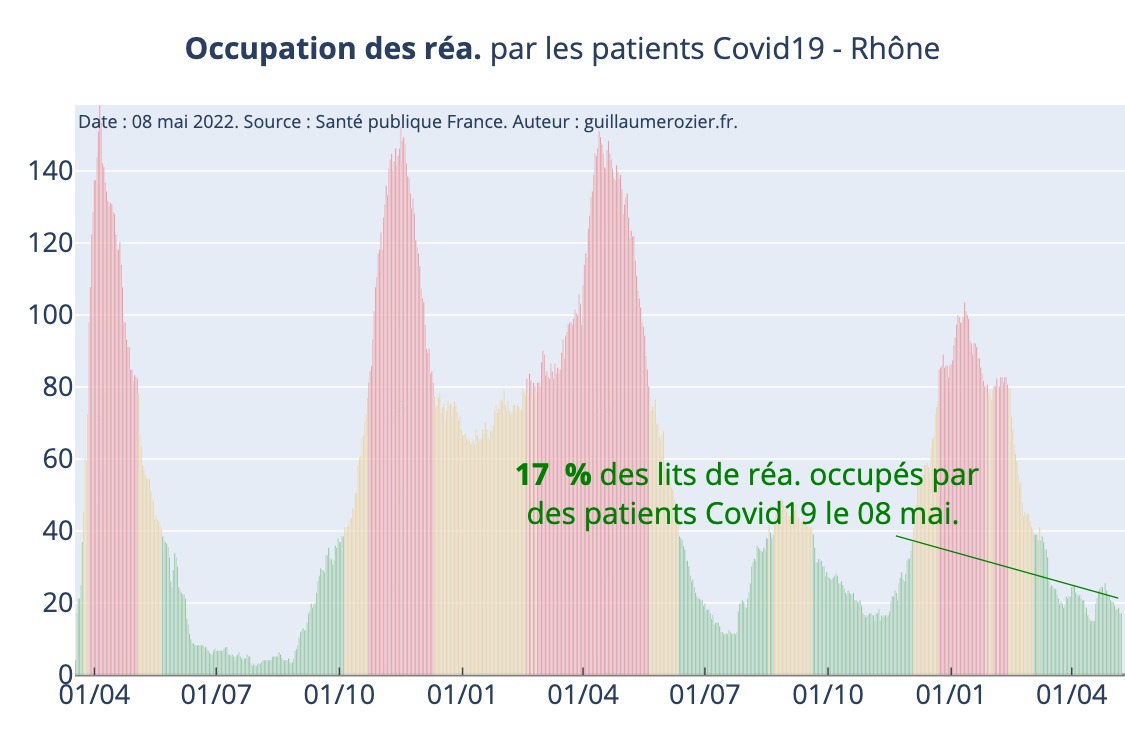 Occupation des réa. par les patients Covid19 - Rhône
Date : 08 mai 2022. Source : Santé publique France. Auteur : guillaumerozier.fr.
140
120
100
80
60
40
20
0
17 % des lits de réa. occupés par
des patients Covid19 le 08 mai.
01/04 01/07 01/10 01/01 01/04 01/07 01/10 01/01 01/04